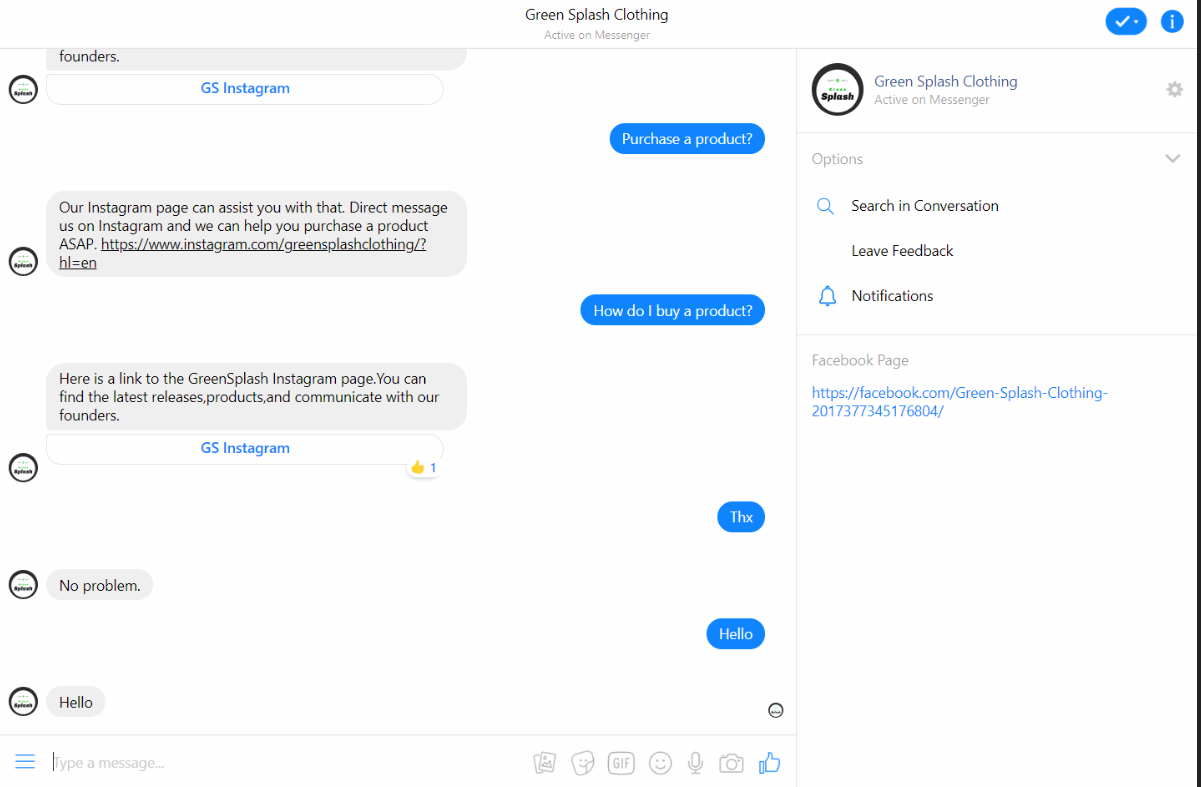 Green Splash Clothing
Active on Messenger
founders.
GS Instagram
Purchase a product?
Our Instagram page can assist you with that. Direct message
us on Instagram and we can help you purchase a product
ASAP. https://www.instagram.com/greensplashclothing/?
hl=en
How do I buy a product?
Here is a link to the GreenSplash Instagram page.You can
find the latest releases,products,and communicate with our
founders.
GS Instagram
1
Thx
No problem.
Hello
Hello
Type a message...
GIF
Green
Splash
Green Splash Clothing
Active on Messenger
Options
Search in Conversation
Leave Feedback
Notifications
Facebook Page
https://facebook.com/Green-Splash-Clothing-
2017377345176804/